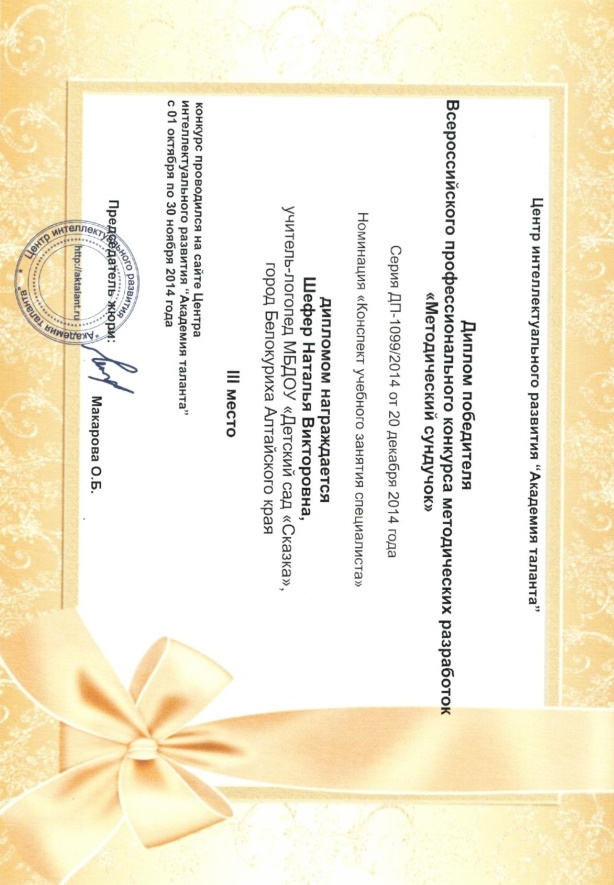 Центр интеллектуального развития “Академия таланта”
Диплом победителя
Всероссийского профессионального конкурса методических разработок
«Методический сундучок»
Серия ДП-1099/2014 от 20 декабря 2014 года
Номинация «Конспект учебного занятия специалиста»
дипломом награждается
Шефер Наталья Викторовна,
учитель-логопед МБДОУ «Детский сад «Сказка»,
город Белокуриха Алтайского края
III место
конкурс проводился на сайте Центра
интеллектуального развития “Академия таланта”
с 01 октября по 30 ноября 2014 года
Председатель жюри:
Макарова О.Б.
Центр интеллектуального развития
* Академия таланта *
http://aktalant.ru